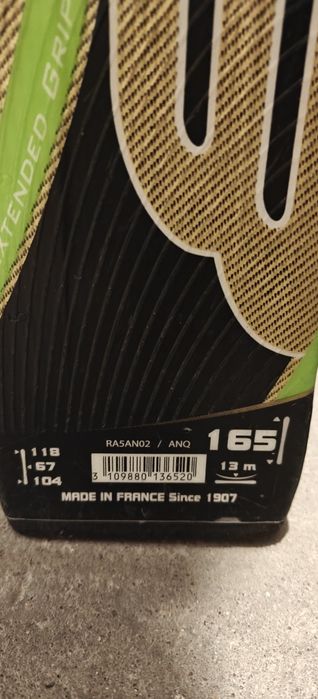 EXTENDED GRIP
RA5AN02 / ANQ
165
118
67
104
13 m
3 109880 136520
MADE IN FRANCE Since 1907